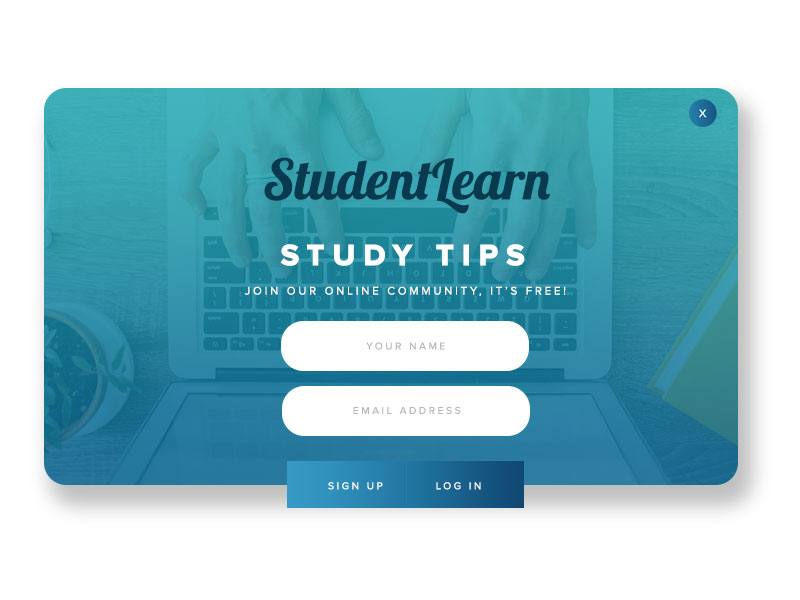 X
StudentLearn
STUDY TIPS
JOIN OUR ONLINE COMMUNITY, IT'S FREE!
YOUR NAME
EMAIL ADDRESS
SIGN UP LOG IN